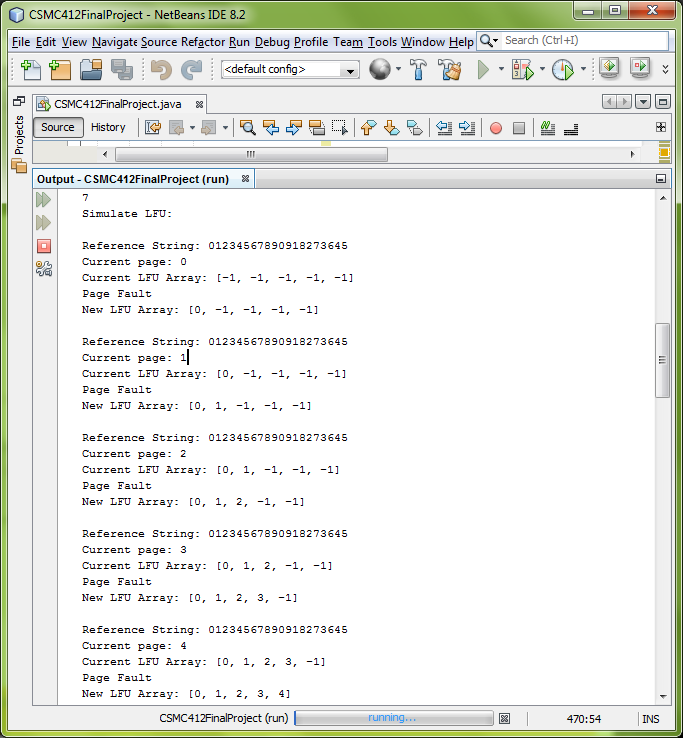 CSMC412FinalProject - NetBeans IDE 8.2
File Edit View Navigate Source Refactor Run Debug Profile Team Tools Window Help Search (Ctrl+I)
<default config>
Projects
CSMC412FinalProject.java
Source History
Output - CSMC412FinalProject (run)
7
Simulate LFU:
Reference String: 01234567890918273645
Current page: 0
Current LFU Array: [-1, -1, -1, -1, -1]
Page Fault
New LFU Array: [0, -1, -1, -1, -1]
Reference String: 01234567890918273645
Current page: 1
Current LFU Array: [0, -1, -1, -1, -1]
Page Fault
New LFU Array: [0, 1, -1, -1, -1]
Reference String: 01234567890918273645
Current page: 2
Current LFU Array: [0, 1, -1, -1, -1]
Page Fault
New LFU Array: [0, 1, 2, -1, -1]
Reference String: 01234567890918273645
Current page: 3
Current LFU Array: [0, 1, 2, -1, -1]
Page Fault
New LFU Array: [0, 1, 2, 3, -1]
Reference String: 01234567890918273645
Current page: 4
Current LFU Array: [0, 1, 2, 3, -1]
Page Fault
New LFU Array: [0, 1, 2, 3, 4]
CSMC412FinalProject (run) running... 470:54 INS